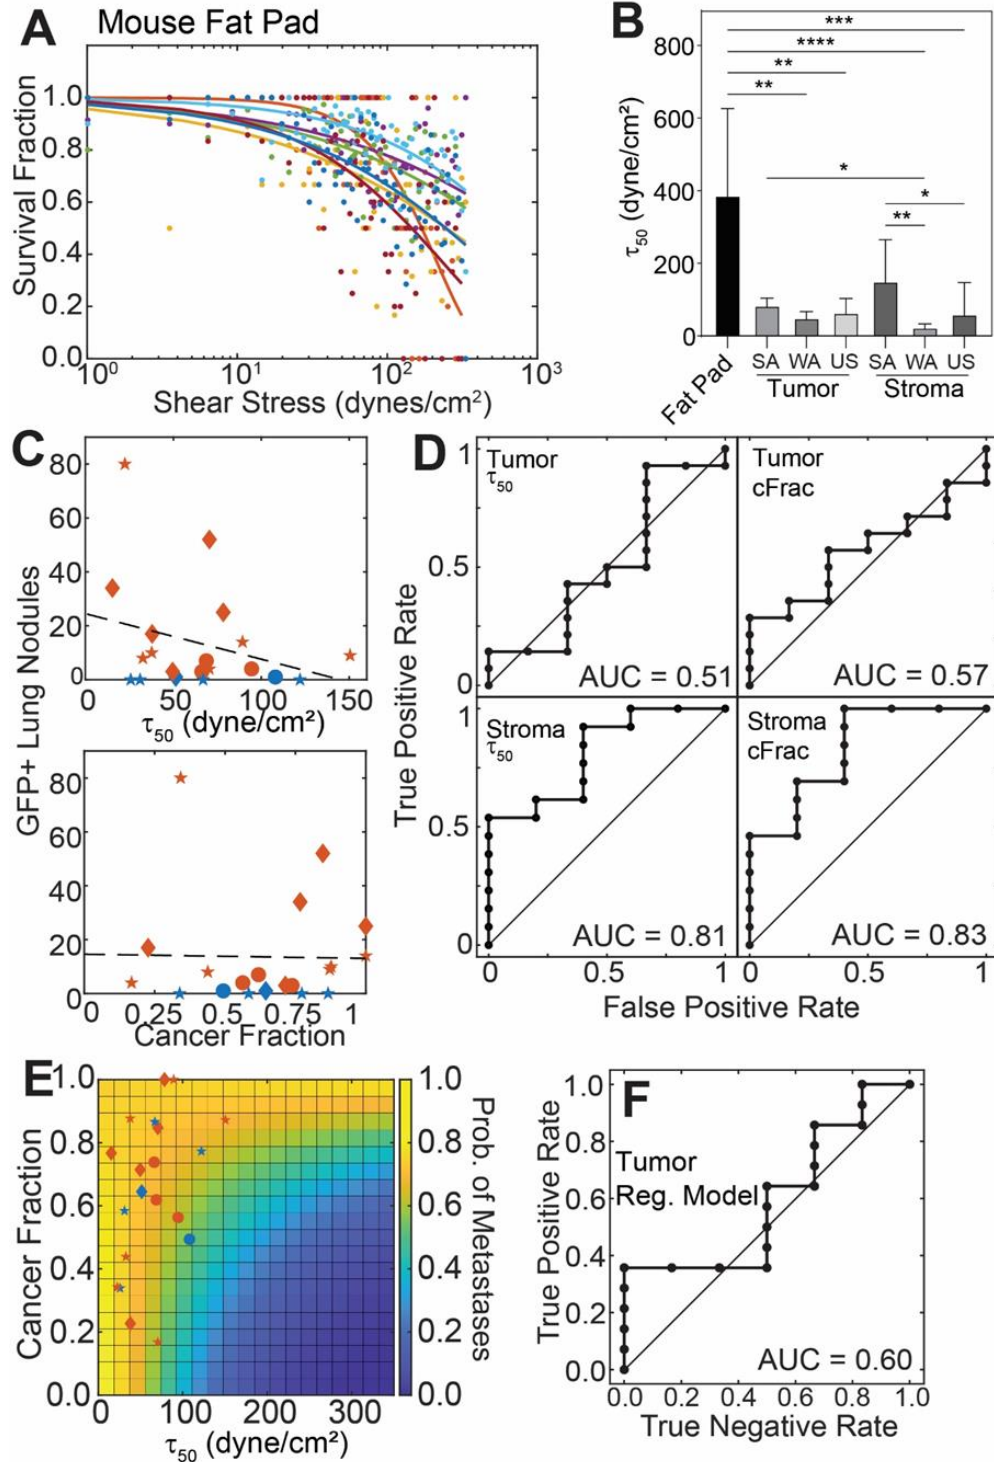 A Mouse Fat Pad
Survival Fraction
1.0
0.8
0.6
0.4
0.2
0.0
10⁰ 10¹ 10² 10³
Shear Stress (dynes/cm²)
B
***
****
**
**
*
*
**
τ₅₀ (dyne/cm²)
800
600
400
200
0
Fat Pad SA WA US SA WA US
Tumor Stroma
C
GFP+ Lung Nodules
80
60
40
20
0
0 50 100 150
τ₅₀ (dyne/cm²)
80
60
40
20
0
0 0.25 0.5 0.75 1
Cancer Fraction
D
True Positive Rate
1
0.5
0
Tumor
τ₅₀
AUC = 0.51
Tumor
cFrac
AUC = 0.57
1
0.5
0
Stroma
τ₅₀
AUC = 0.81
Stroma
cFrac
AUC = 0.83
0 0.5 1 0 0.5 1
False Positive Rate
E
Cancer Fraction
1.0
0.8
0.6
0.4
0.2
0.0
0 100 200 300
τ₅₀ (dyne/cm²)
1.0
0.8
0.6
0.4
0.2
0.0
Prob. of Metastases
F
True Positive Rate
1.0
0.8
0.6
0.4
0.2
0.0
Tumor
Reg. Model
AUC = 0.60
0.0 0.2 0.4 0.6 0.8 1.0
True Negative Rate